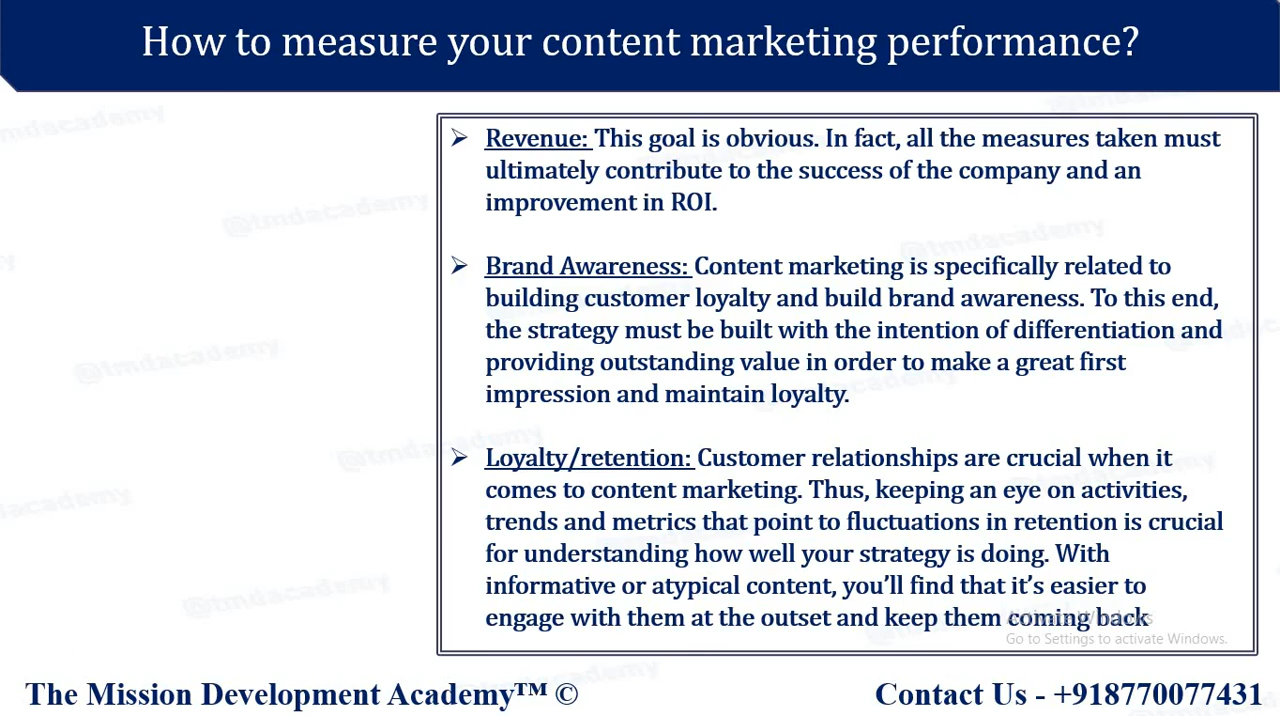 How to measure your content marketing performance?
➢ Revenue: This goal is obvious. In fact, all the measures taken must
ultimately contribute to the success of the company and an
improvement in ROI.
➢ Brand Awareness: Content marketing is specifically related to
building customer loyalty and build brand awareness. To this end,
the strategy must be built with the intention of differentiation and
providing outstanding value in order to make a great first
impression and maintain loyalty.
➢ Loyalty/retention: Customer relationships are crucial when it
comes to content marketing. Thus, keeping an eye on activities,
trends and metrics that point to fluctuations in retention is crucial
for understanding how well your strategy is doing. With
informative or atypical content, you’ll find that it’s easier to
engage with them at the outset and keep them coming back
Activate Windows
Go to Settings to activate Windows.
The Mission Development Academy™ ©
Contact Us - +918770077431
@tmdacademy
@tmdacademy
@tmdacademy
@tmdacademy
@tmdacademy